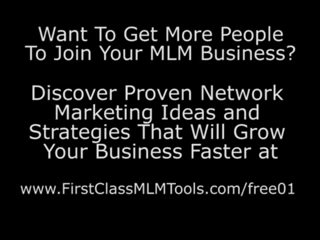 Want To Get More People
To Join Your MLM Business?
Discover Proven Network
Marketing Ideas and
Strategies That Will Grow
Your Business Faster at
www.FirstClassMLMTools.com/free01